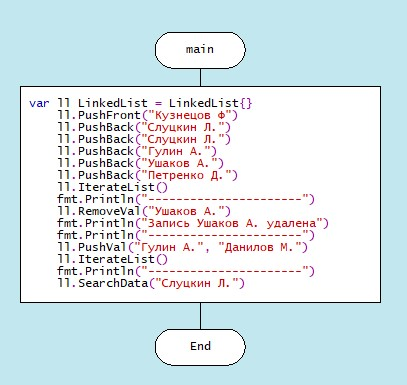 main
var ll LinkedList = LinkedList{}
ll.PushFront("Кузнецов Ф")
ll.PushBack("Слуцкин Л.")
ll.PushBack("Слуцкин Л.")
ll.PushBack("Гулин А.")
ll.PushBack("Ушаков А.")
ll.PushBack("Петренко Д.")
ll.IterateList()
fmt.Println("----------------------")
ll.RemoveVal("Ушаков А.")
fmt.Println("Запись Ушаков А. удалена")
fmt.Println("----------------------")
ll.PushVal("Гулин А.", "Данилов М.")
ll.IterateList()
fmt.Println("----------------------")
ll.SearchData("Слуцкин Л.")
End